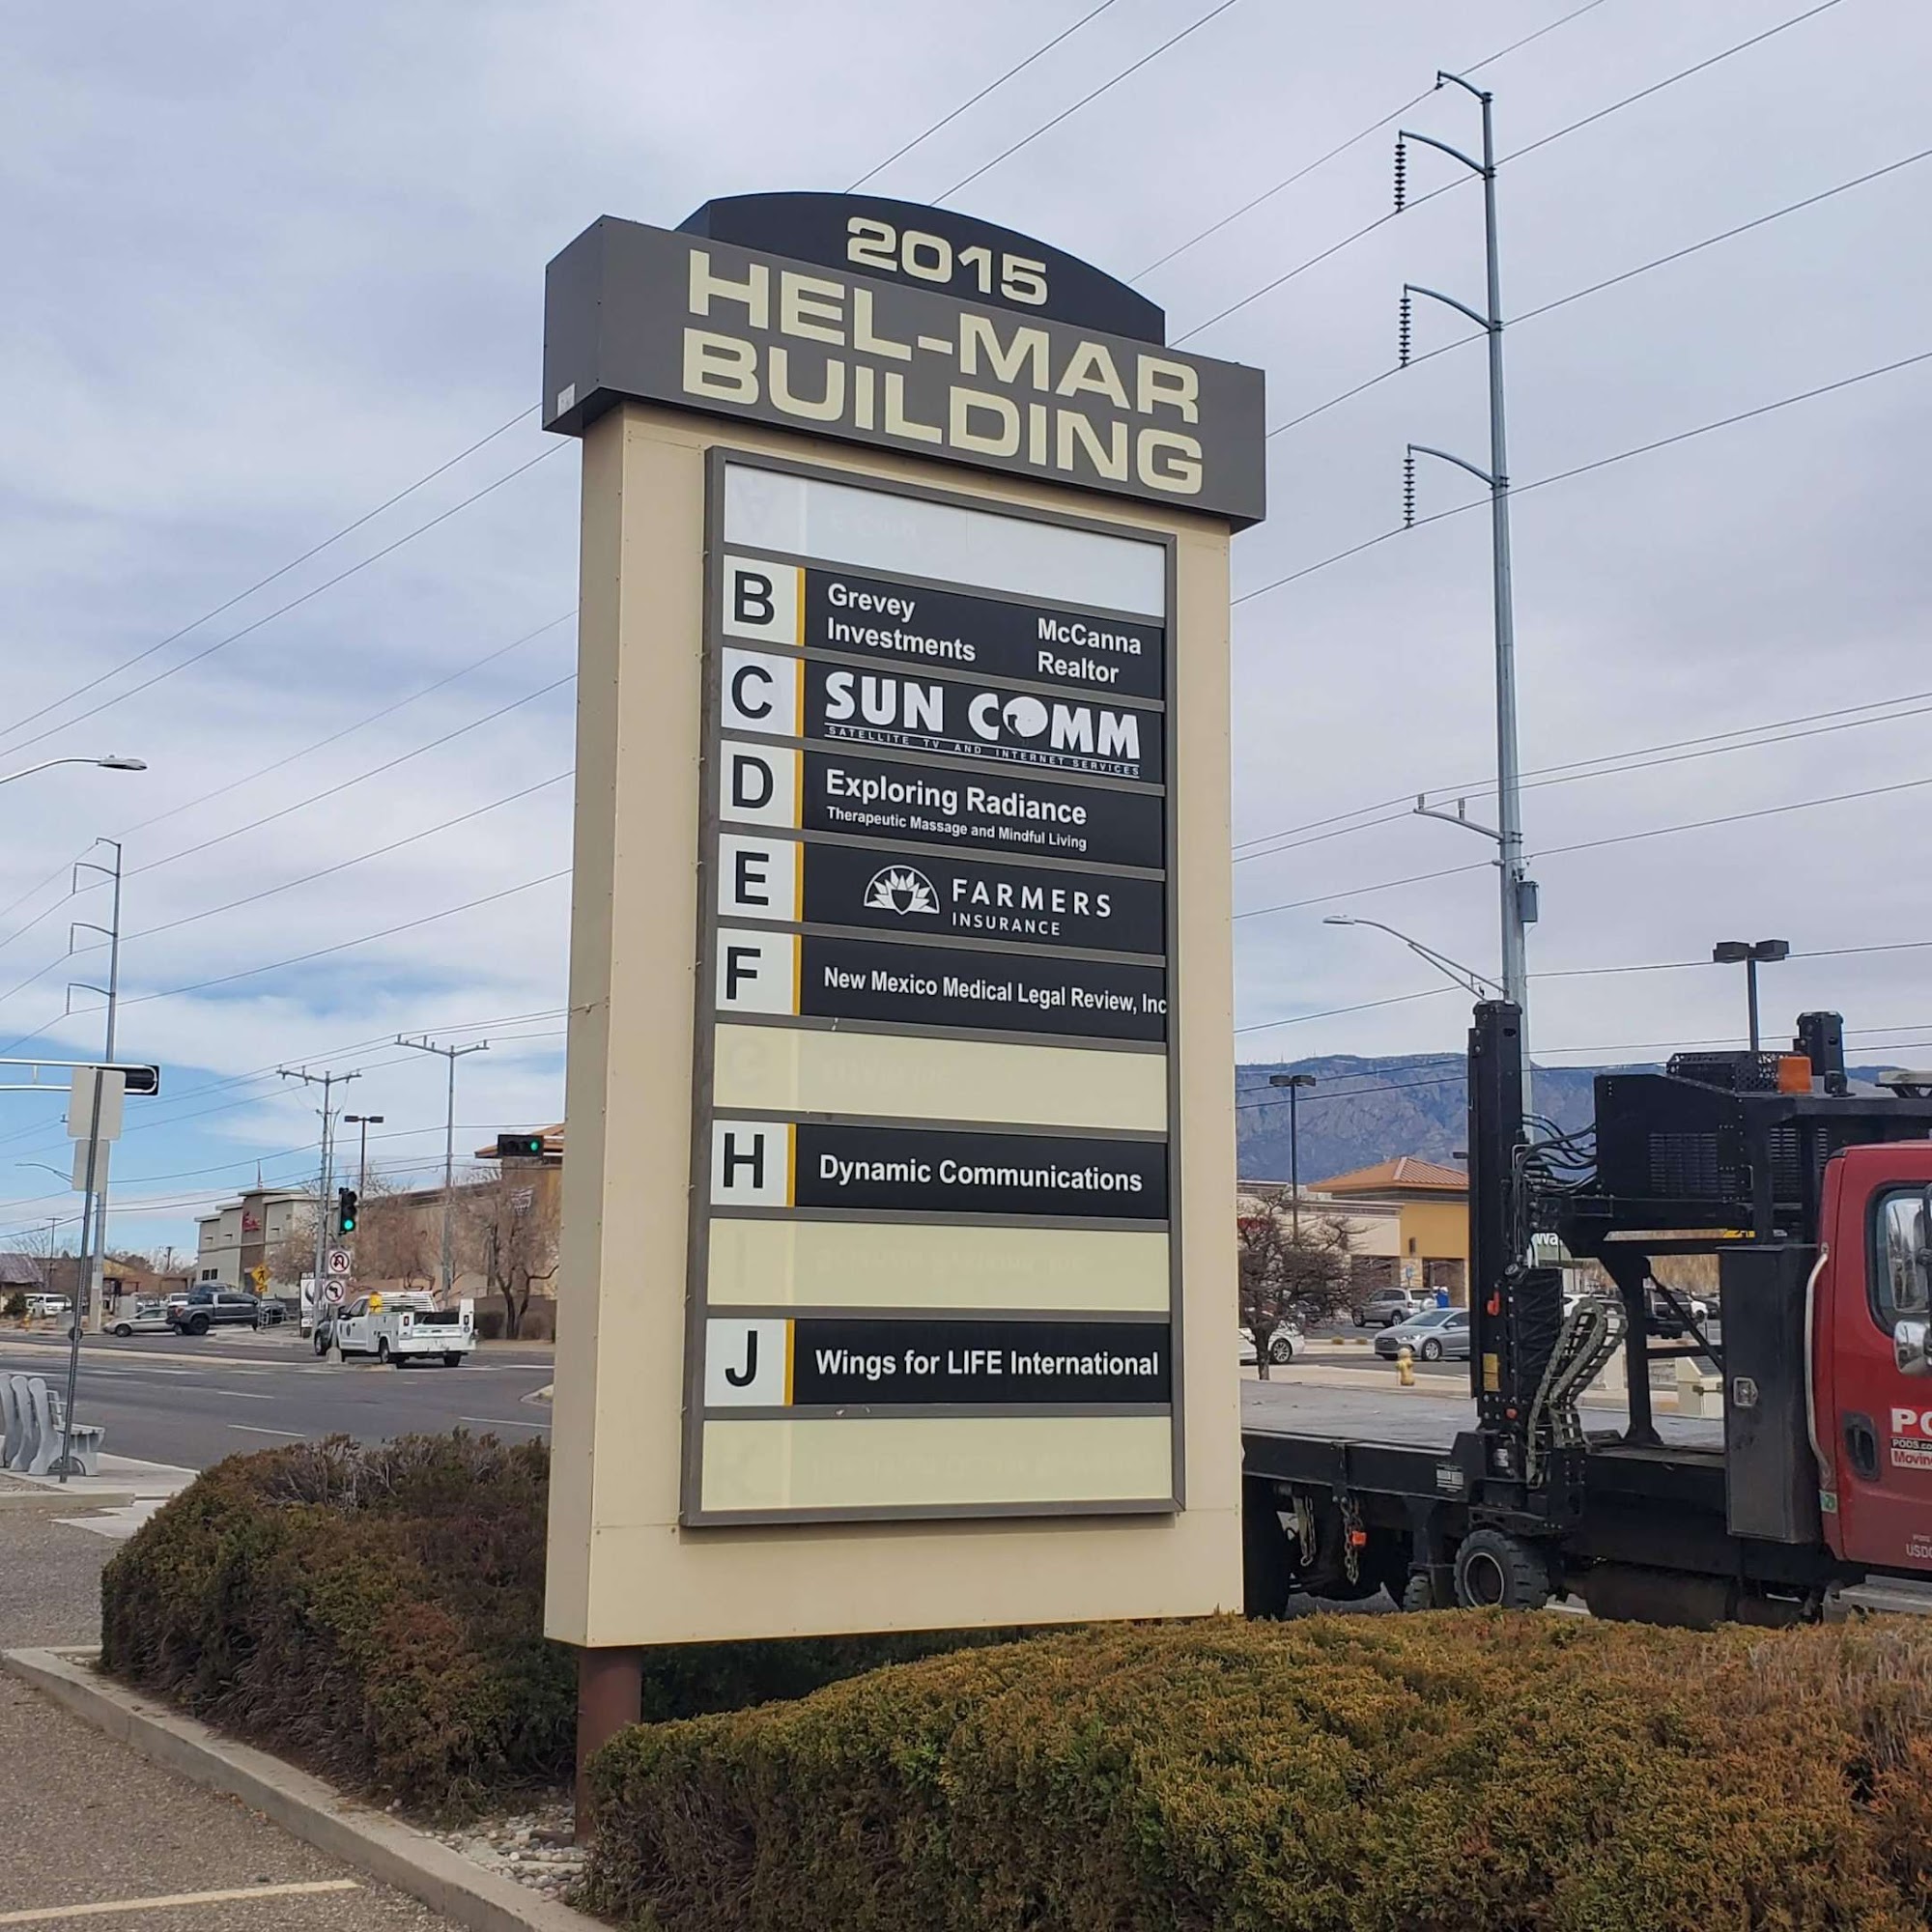 2015
HEL-MAR
BUILDING
B
Grevey
Investments
McCanna
Realtor
C
SUN COMM
SATELLITE TV AND INTERNET SERVICES
D
Exploring Radiance
Therapeutic Massage and Mindful Living
E
FARMERS
INSURANCE
F
New Mexico Medical Legal Review, Inc
H
Dynamic Communications
J
Wings for LIFE International